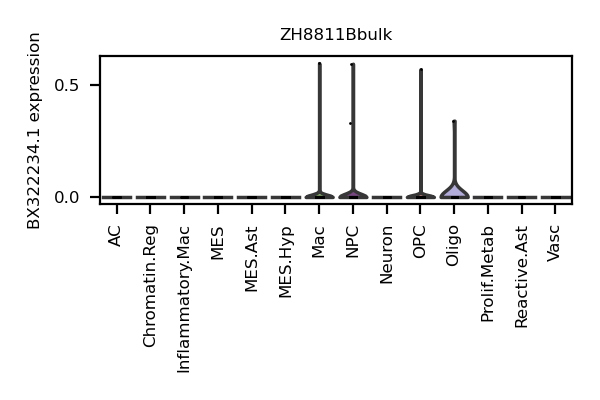 ZH8811Bbulk
BX322234.1 expression
0.5
0.0
AC
Chromatin.Reg
Inflammatory.Mac
MES
MES.Ast
MES.Hyp
Mac
NPC
Neuron
OPC
Oligo
Prolif.Metab
Reactive.Ast
Vasc